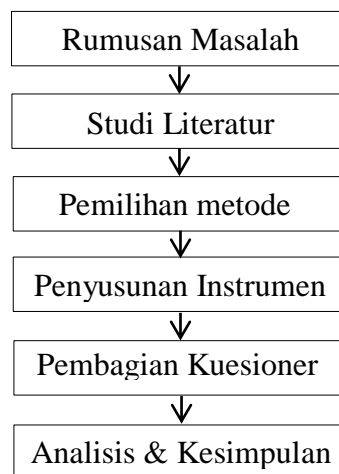 Rumusan Masalah
Studi Literatur
Pemilihan metode
Penyusunan Instrumen
Pembagian Kuesioner
Analisis & Kesimpulan